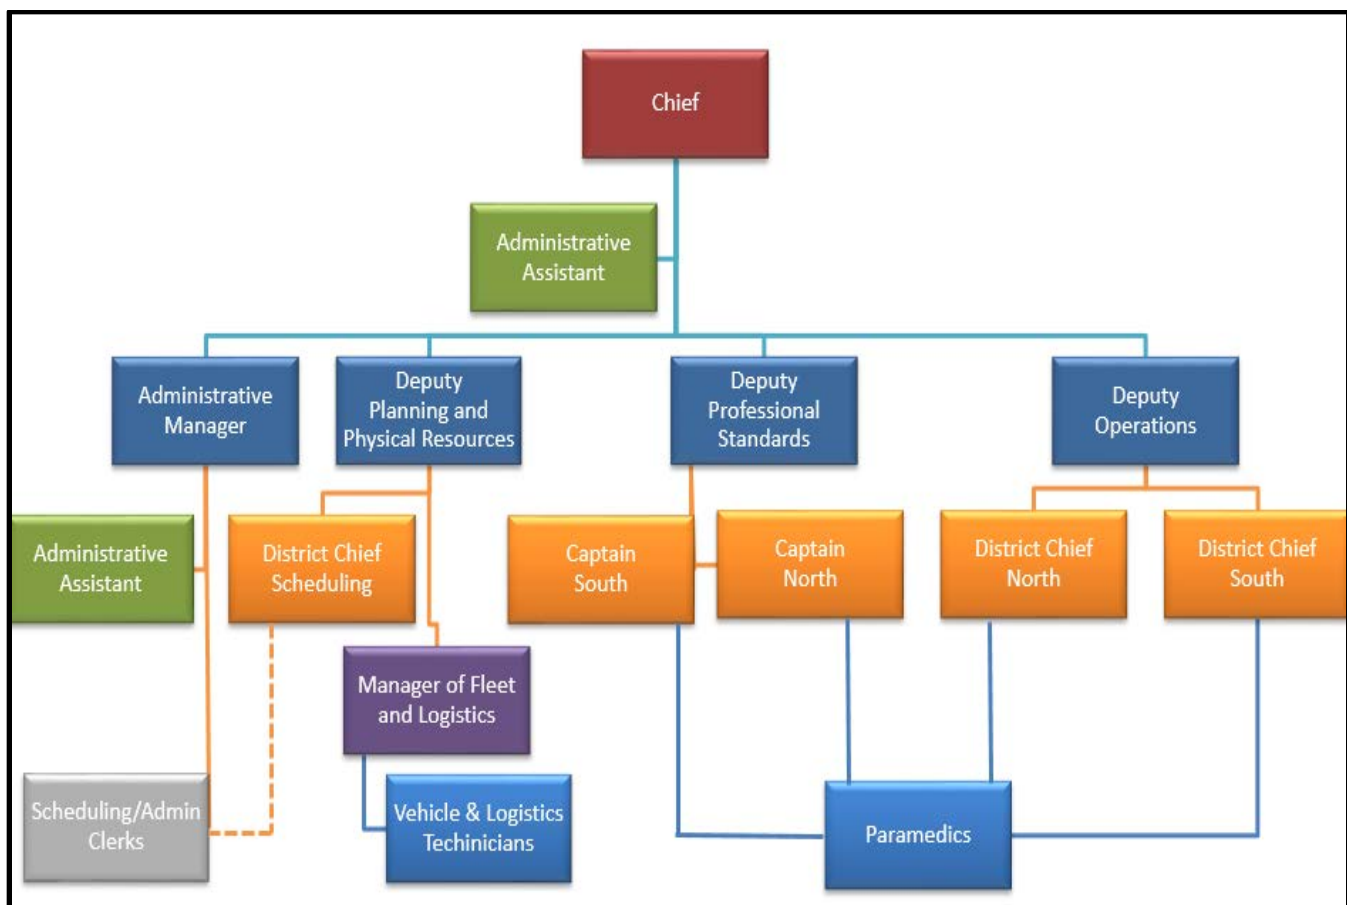 Chief
Administrative
Assistant
Administrative
Manager
Deputy
Planning and
Physical Resources
Deputy
Professional
Standards
Deputy
Operations
Administrative
Assistant
District Chief
Scheduling
Captain
South
Captain
North
District Chief
North
District Chief
South
Manager of Fleet
and Logistics
Scheduling/Admin
Clerks
Vehicle & Logistics
Techinicians
Paramedics